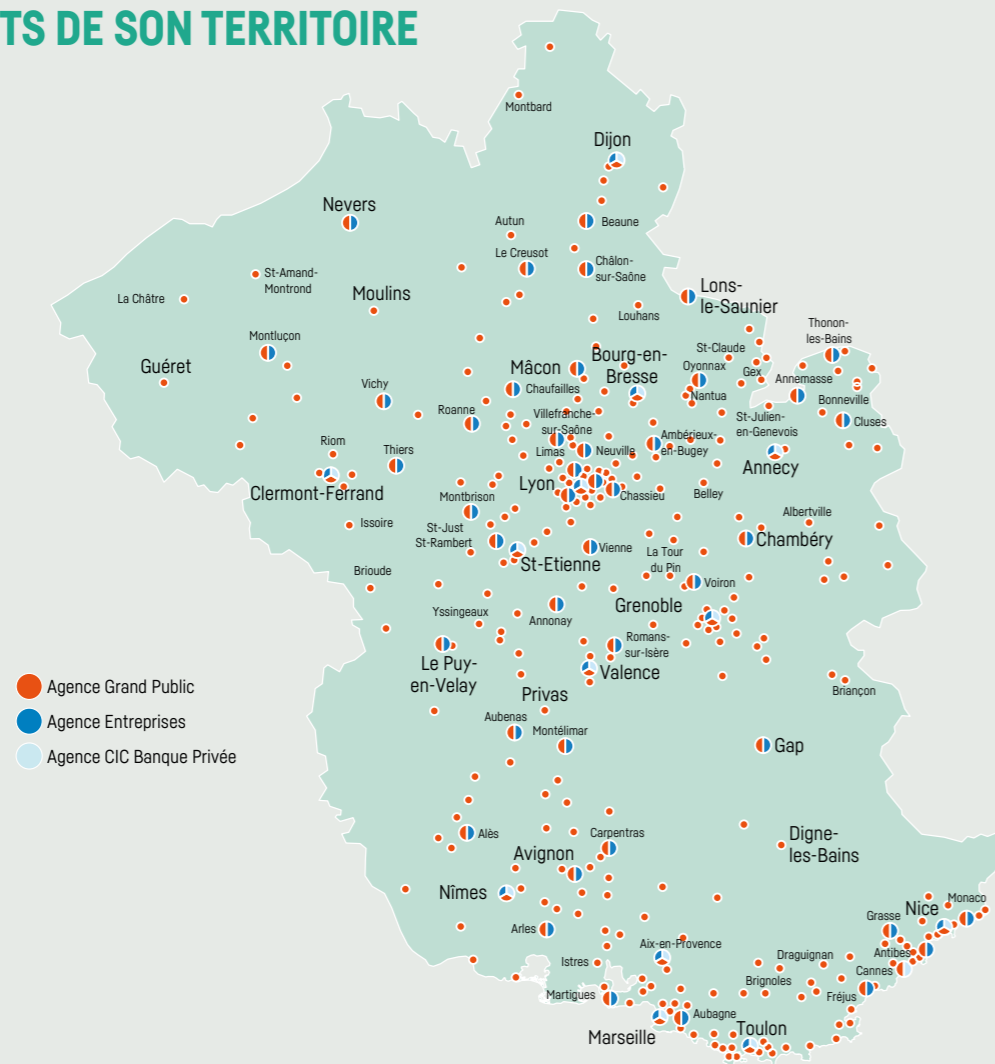 TS DE SON TERRITOIRE
Montbard
Dijon
Nevers
Beaune
Autun
Le Creusot
Châlon-
sur-Saône
St-Amand-
Montrond
La Châtre
Moulins
Lons-
le-Saunier
Louhans
Thonon-
les-Bains
Montluçon
St-Claude
Guéret
Mâcon
Bourg-en-
Bresse
Oyonnax
Gex
Annemasse
Vichy
Chaufailles
Nantua
Bonneville
Roanne
Villefranche-
sur-Saône
St-Julien-
en-Genevois
Cluses
Riom
Thiers
Limas
Neuville
Ambérieux-
en-Bugey
Annecy
Clermont-Ferrand
Lyon
Chassieu
Belley
Montbrison
Albertville
Issoire
St-Just
St-Rambert
Chambéry
Vienne
La Tour
du Pin
St-Etienne
Brioude
Voiron
Yssingeaux
Annonay
Grenoble
Romans-
sur-Isère
Le Puy-
en-Velay
Valence
Agence Grand Public
Privas
Briançon
Agence Entreprises
Aubenas
Montélimar
Gap
Agence CIC Banque Privée
Alès
Carpentras
Digne-
les-Bains
Avignon
Nîmes
Nice
Monaco
Grasse
Arles
Aix-en-Provence
Antibes
Draguignan
Istres
Cannes
Brignoles
Martigues
Fréjus
Aubagne
Marseille
Toulon